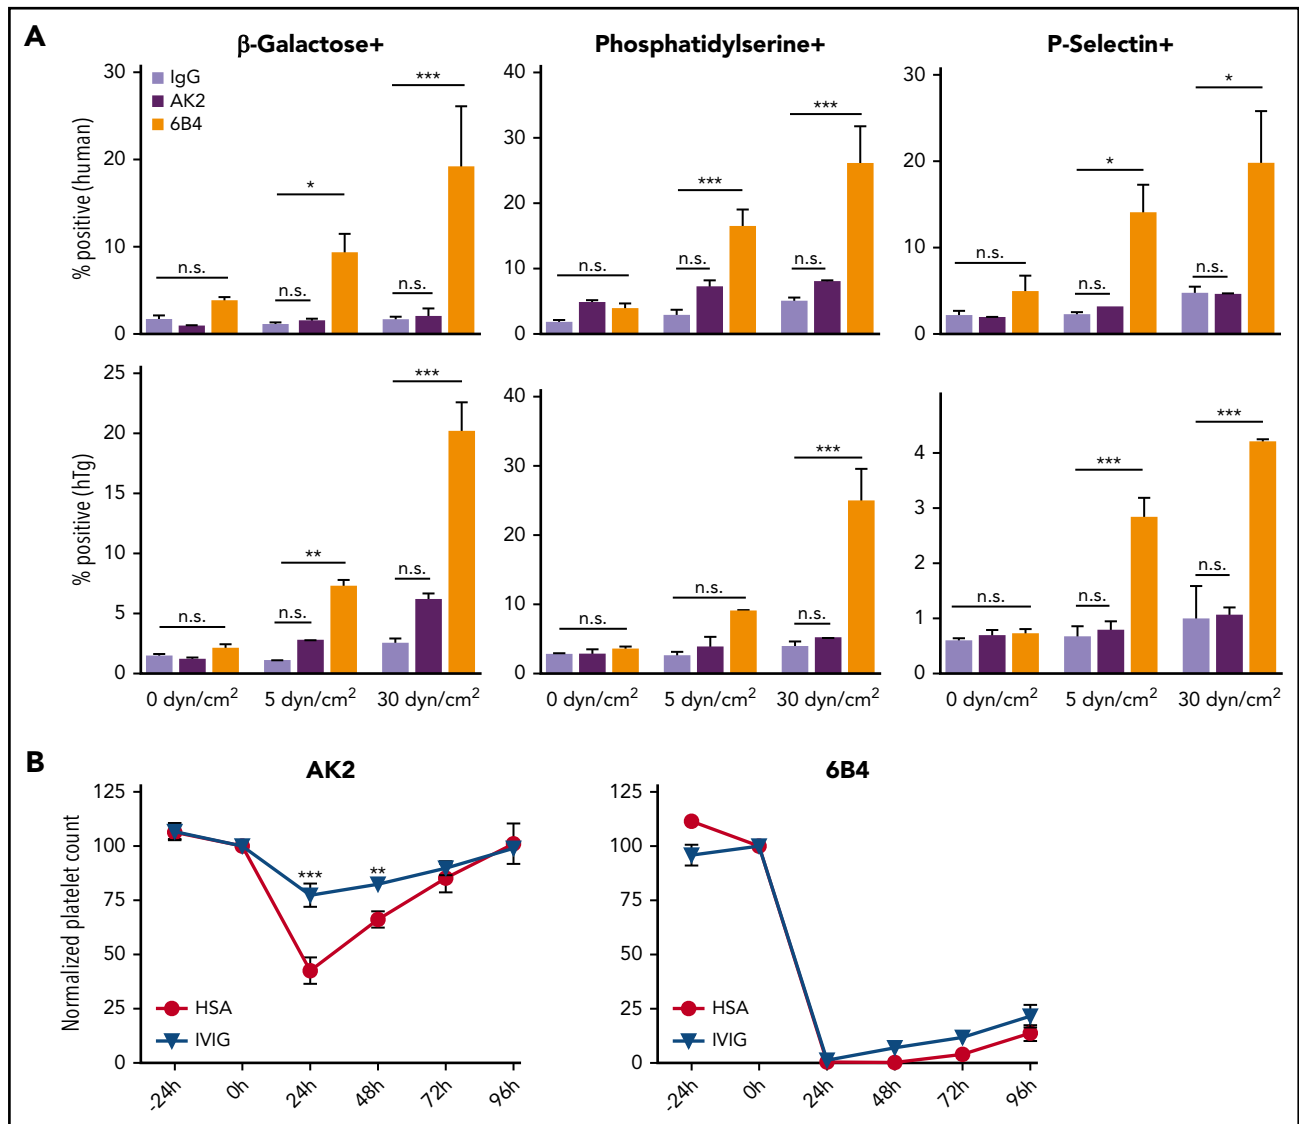 A
β-Galactose+
Phosphatidylserine+
P-Selectin+
% positive (human)
30
20
10
0
IgG
AK2
6B4
n.s.
n.s.
*
n.s.
***
40
30
20
10
0
n.s.
n.s.
***
n.s.
***
30
20
10
0
n.s.
n.s.
*
n.s.
*
% positive (hTg)
25
20
15
10
5
0
n.s.
n.s.
**
n.s.
***
0 dyn/cm²
5 dyn/cm²
30 dyn/cm²
40
30
20
10
0
n.s.
n.s.
n.s.
***
0 dyn/cm²
5 dyn/cm²
30 dyn/cm²
4
3
2
1
0
n.s.
n.s.
***
n.s.
***
0 dyn/cm²
5 dyn/cm²
30 dyn/cm²
B
AK2
Normalized platelet count
125
100
75
50
25
0
***
**
HSA
IVIG
-24h
0h
24h
48h
72h
96h
6B4
125
100
75
50
25
0
HSA
IVIG
-24h
0h
24h
48h
72h
96h